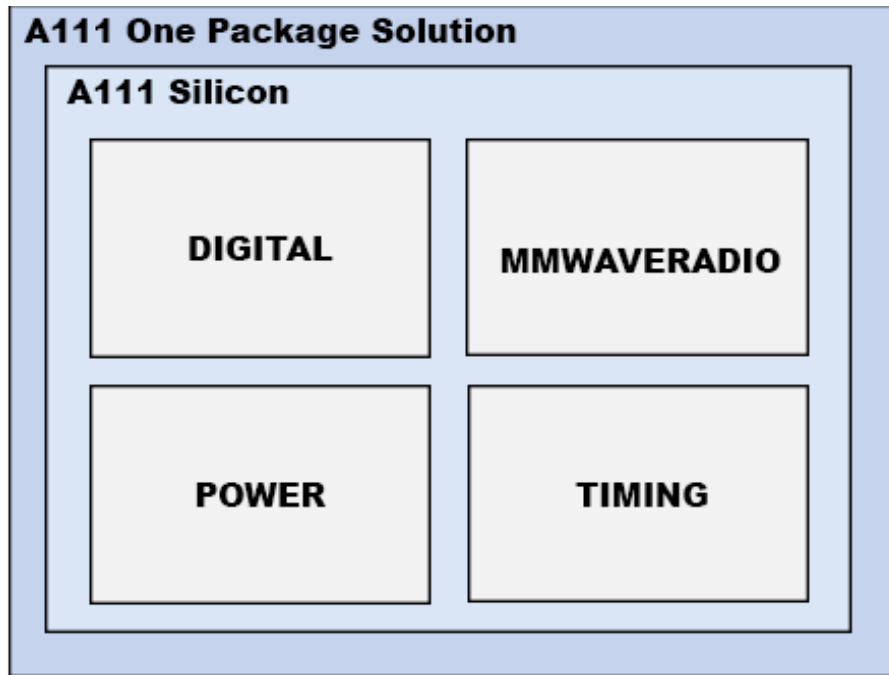 A111 One Package Solution
A111 Silicon
DIGITAL
MMWAVERADIO
POWER
TIMING